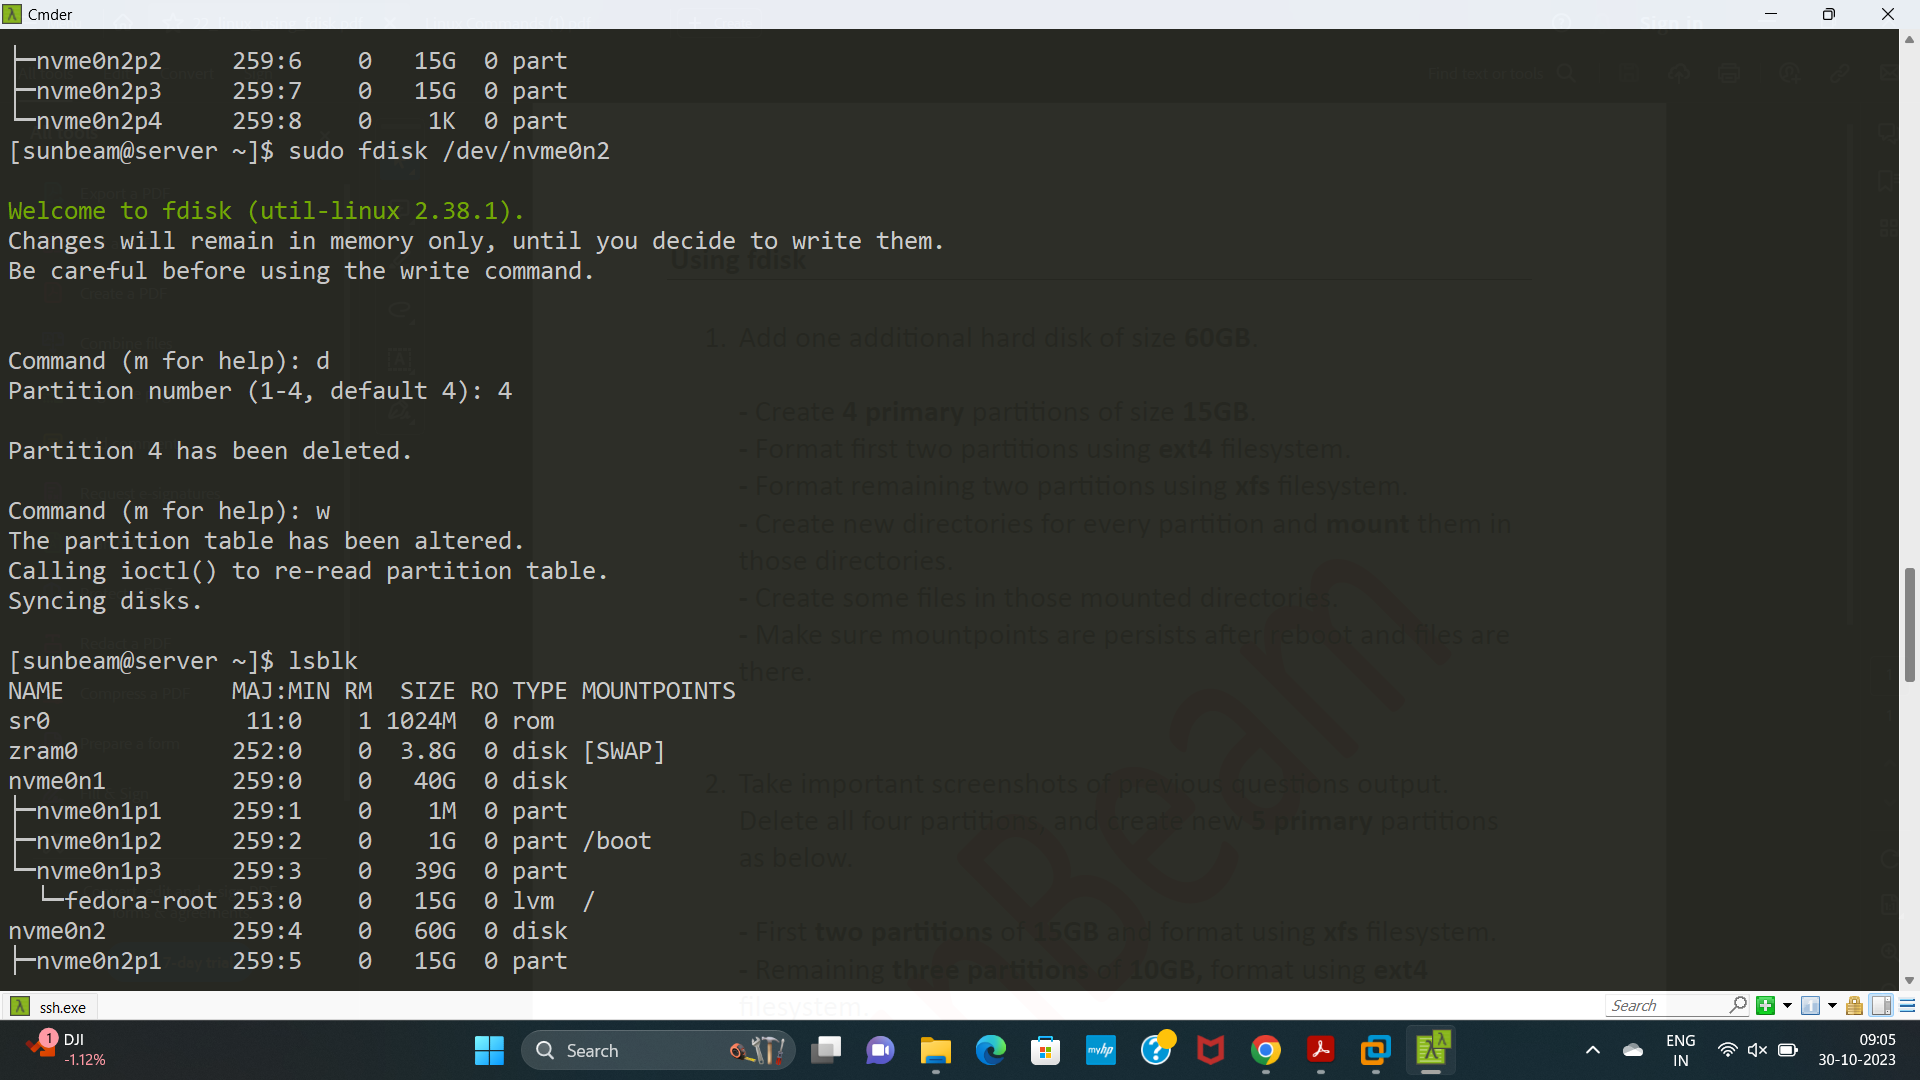 Cmder
├─nvme0n2p2     259:6    0   15G  0 part
├─nvme0n2p3     259:7    0   15G  0 part
└─nvme0n2p4     259:8    0    1K  0 part
[sunbeam@server ~]$ sudo fdisk /dev/nvme0n2
Welcome to fdisk (util-linux 2.38.1).
Changes will remain in memory only, until you decide to write them.
Be careful before using the write command.
Using fdisk
1. Add one additional hard disk of size 60GB.
Command (m for help): d
Partition number (1-4, default 4): 4
- Create 4 primary partitions of size 15GB.
- Format first two partitions using ext4 filesystem.
Partition 4 has been deleted.
- Format remaining two partitions using xfs filesystem.
Command (m for help): w
- Create new directories for every partition and mount them in
The partition table has been altered.
those directories.
Calling ioctl() to re-read partition table.
- Create some files in those mounted directories.
Syncing disks.
- Make sure mountpoints are persists after reboot and files are
there.
[sunbeam@server ~]$ lsblk
NAME            MAJ:MIN RM  SIZE RO TYPE MOUNTPOINTS
sr0              11:0    1 1024M  0 rom
zram0           252:0    0  3.8G  0 disk [SWAP]
nvme0n1         259:0    0   40G  0 disk
├─nvme0n1p1     259:1    0    1M  0 part
├─nvme0n1p2     259:2    0    1G  0 part /boot
└─nvme0n1p3     259:3    0   39G  0 part
  └─fedora-root 253:0    0   15G  0 lvm  /
nvme0n2         259:4    0   60G  0 disk
├─nvme0n2p1     259:5    0   15G  0 part
2. Take important screenshots of previous questions output.
Delete all four partitions, and create new 5 primary partitions
as below.
- First two partitions of 15GB and format using xfs filesystem.
- Remaining three partitions of 10GB, format using ext4
filesystem.
Beam
ssh.exe
Search
1
DJI
-1.12%
Search
myhp
ENG
IN
09:05
30-10-2023